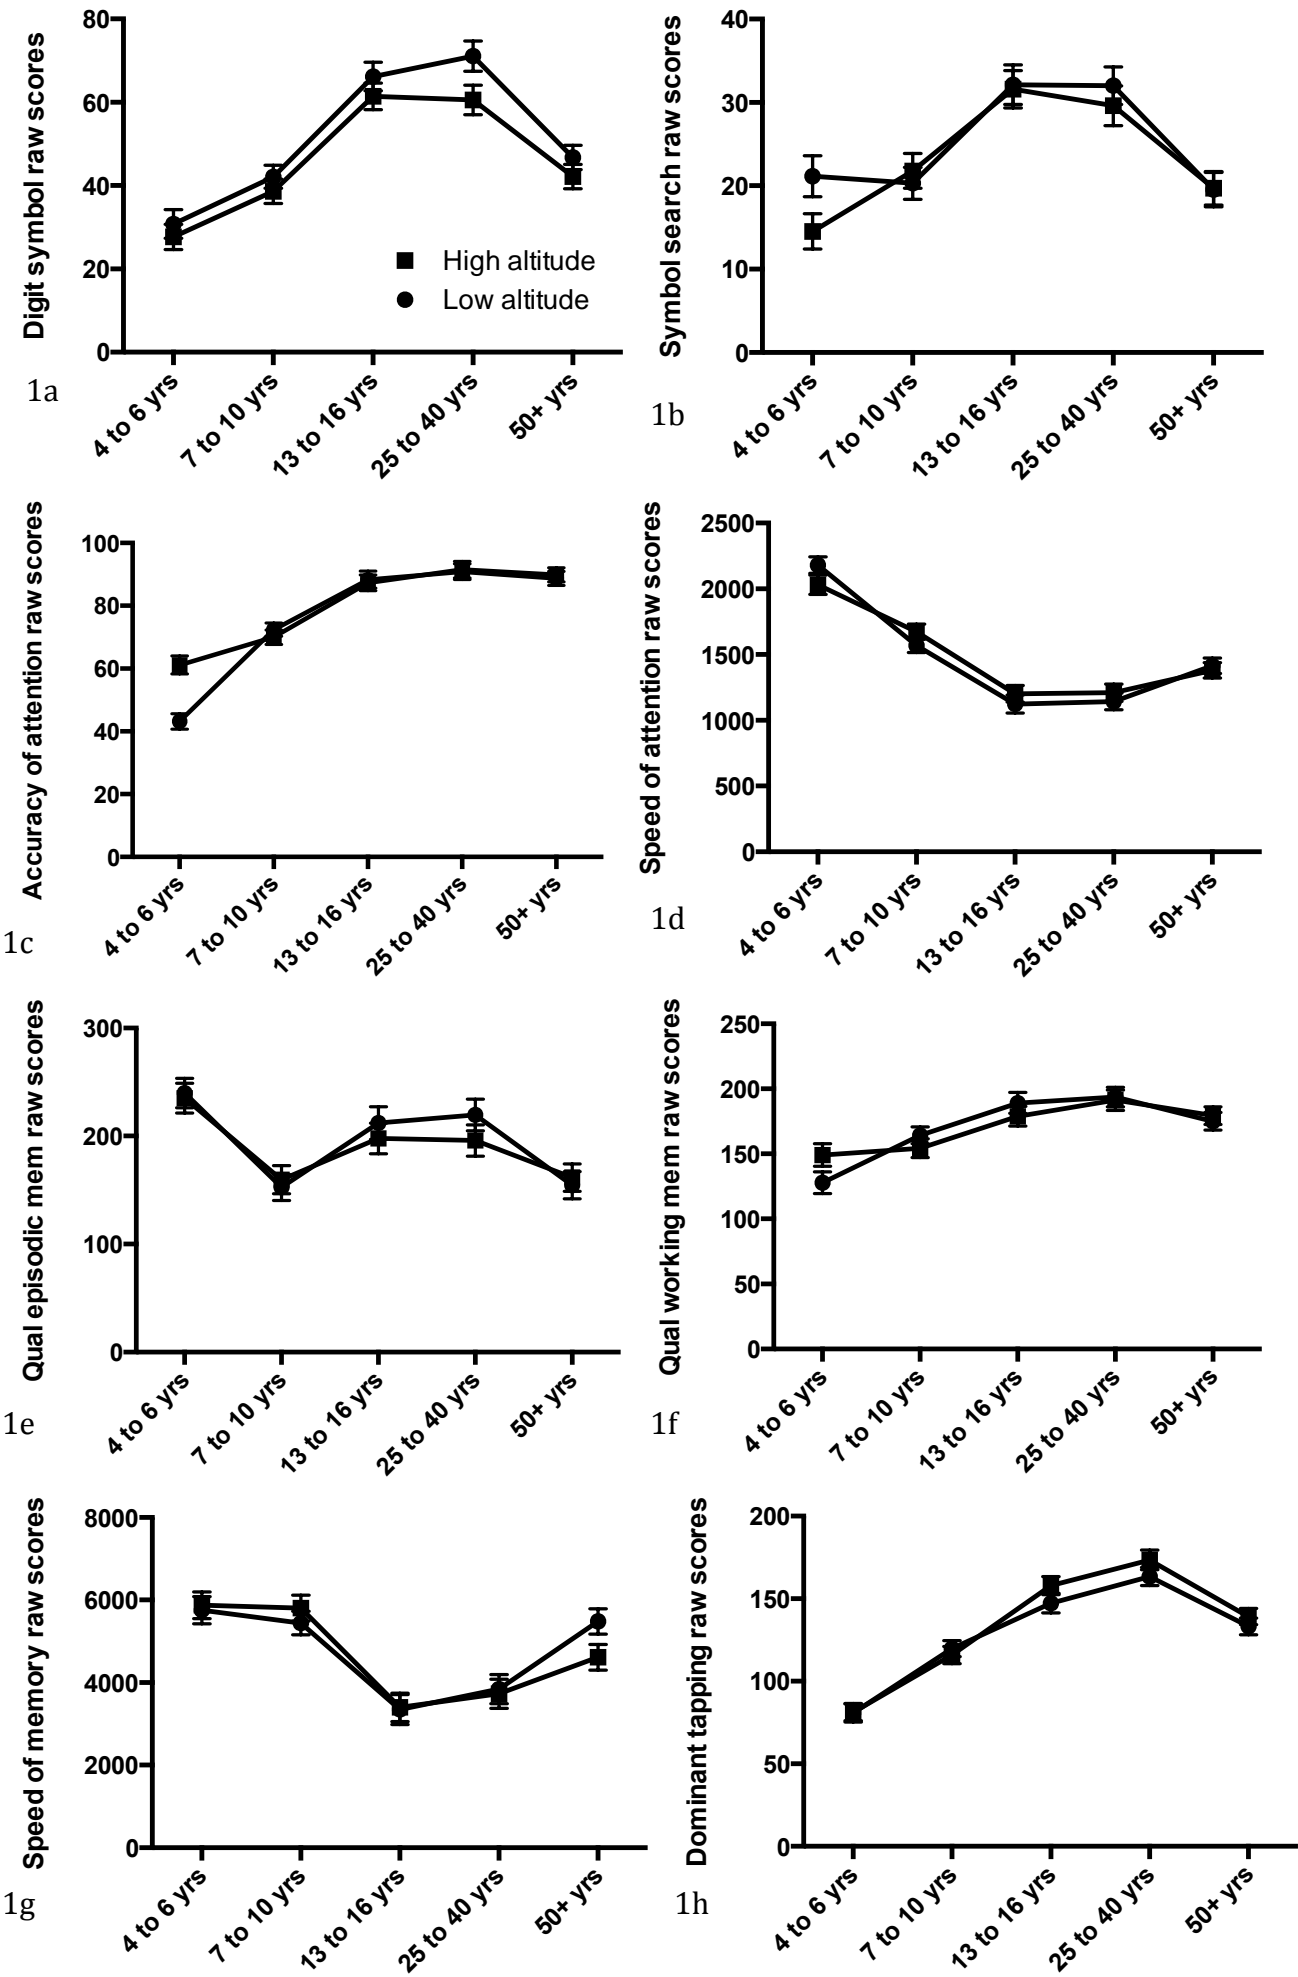 Digit symbol raw scores
80
60
40
20
0
High altitude
Low altitude
4 to 6 yrs
7 to 10 yrs
13 to 16 yrs
25 to 40 yrs
50+ yrs
1a
Symbol search raw scores
40
30
20
10
0
4 to 6 yrs
7 to 10 yrs
13 to 16 yrs
25 to 40 yrs
50+ yrs
1b
Accuracy of attention raw scores
100
80
60
40
20
0
4 to 6 yrs
7 to 10 yrs
13 to 16 yrs
25 to 40 yrs
50+ yrs
1c
Speed of attention raw scores
2500
2000
1500
1000
500
0
4 to 6 yrs
7 to 10 yrs
13 to 16 yrs
25 to 40 yrs
50+ yrs
1d
Qual episodic mem raw scores
300
200
100
0
4 to 6 yrs
7 to 10 yrs
13 to 16 yrs
25 to 40 yrs
50+ yrs
1e
Qual working mem raw scores
250
200
150
100
50
0
4 to 6 yrs
7 to 10 yrs
13 to 16 yrs
25 to 40 yrs
50+ yrs
1f
Speed of memory raw scores
8000
6000
4000
2000
0
4 to 6 yrs
7 to 10 yrs
13 to 16 yrs
25 to 40 yrs
50+ yrs
1g
Dominant tapping raw scores
200
150
100
50
0
4 to 6 yrs
7 to 10 yrs
13 to 16 yrs
25 to 40 yrs
50+ yrs
1h